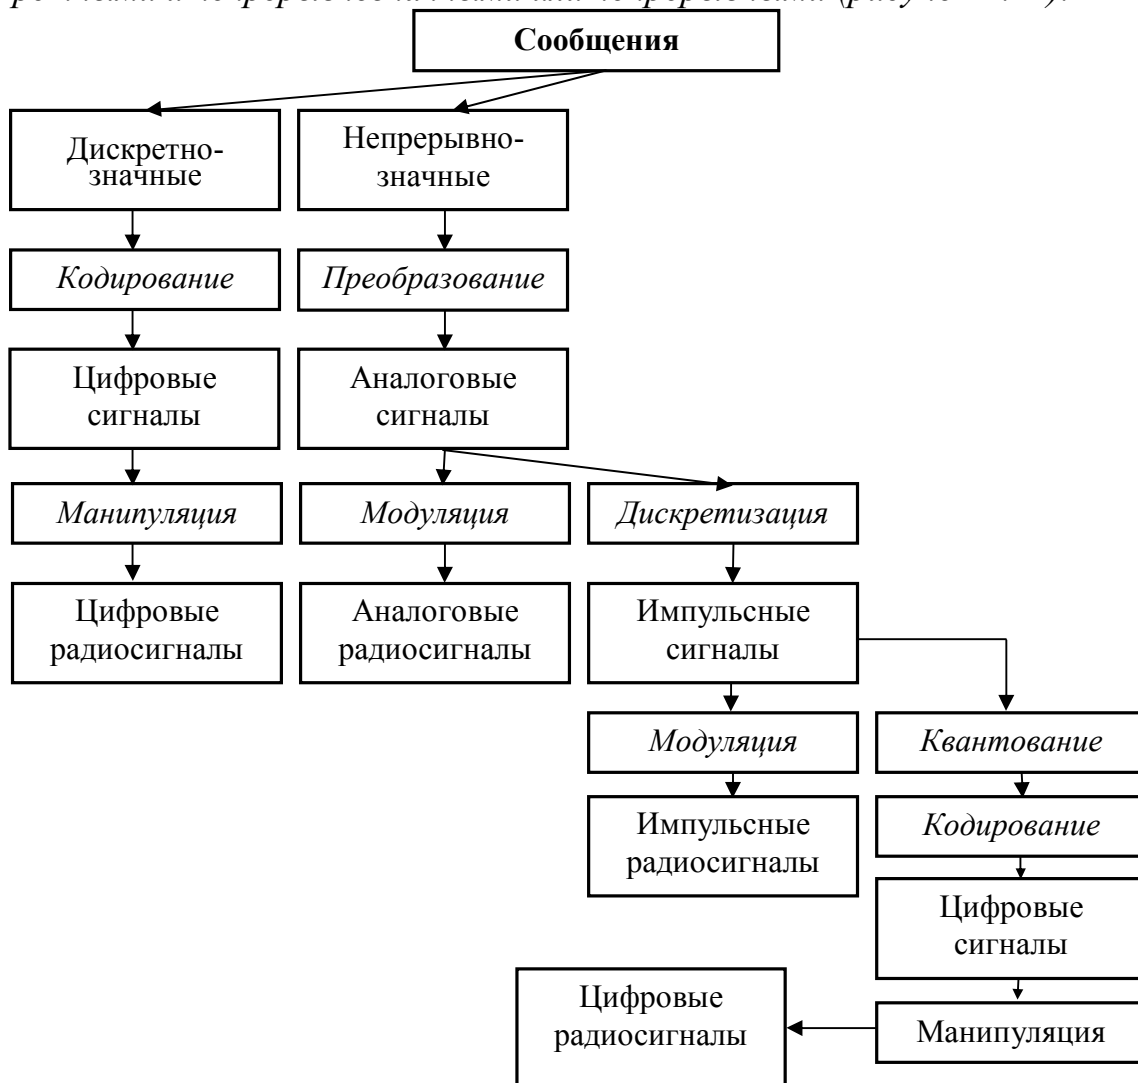 Сообщения
Дискретно-
значные
Непрерывно-
значные
Кодирование
Преобразование
Цифровые
сигналы
Аналоговые
сигналы
Манипуляция
Модуляция
Дискретизация
Цифровые
радиосигналы
Аналоговые
радиосигналы
Импульсные
сигналы
Модуляция
Квантование
Импульсные
радиосигналы
Кодирование
Цифровые
сигналы
Цифровые
радиосигналы
Манипуляция